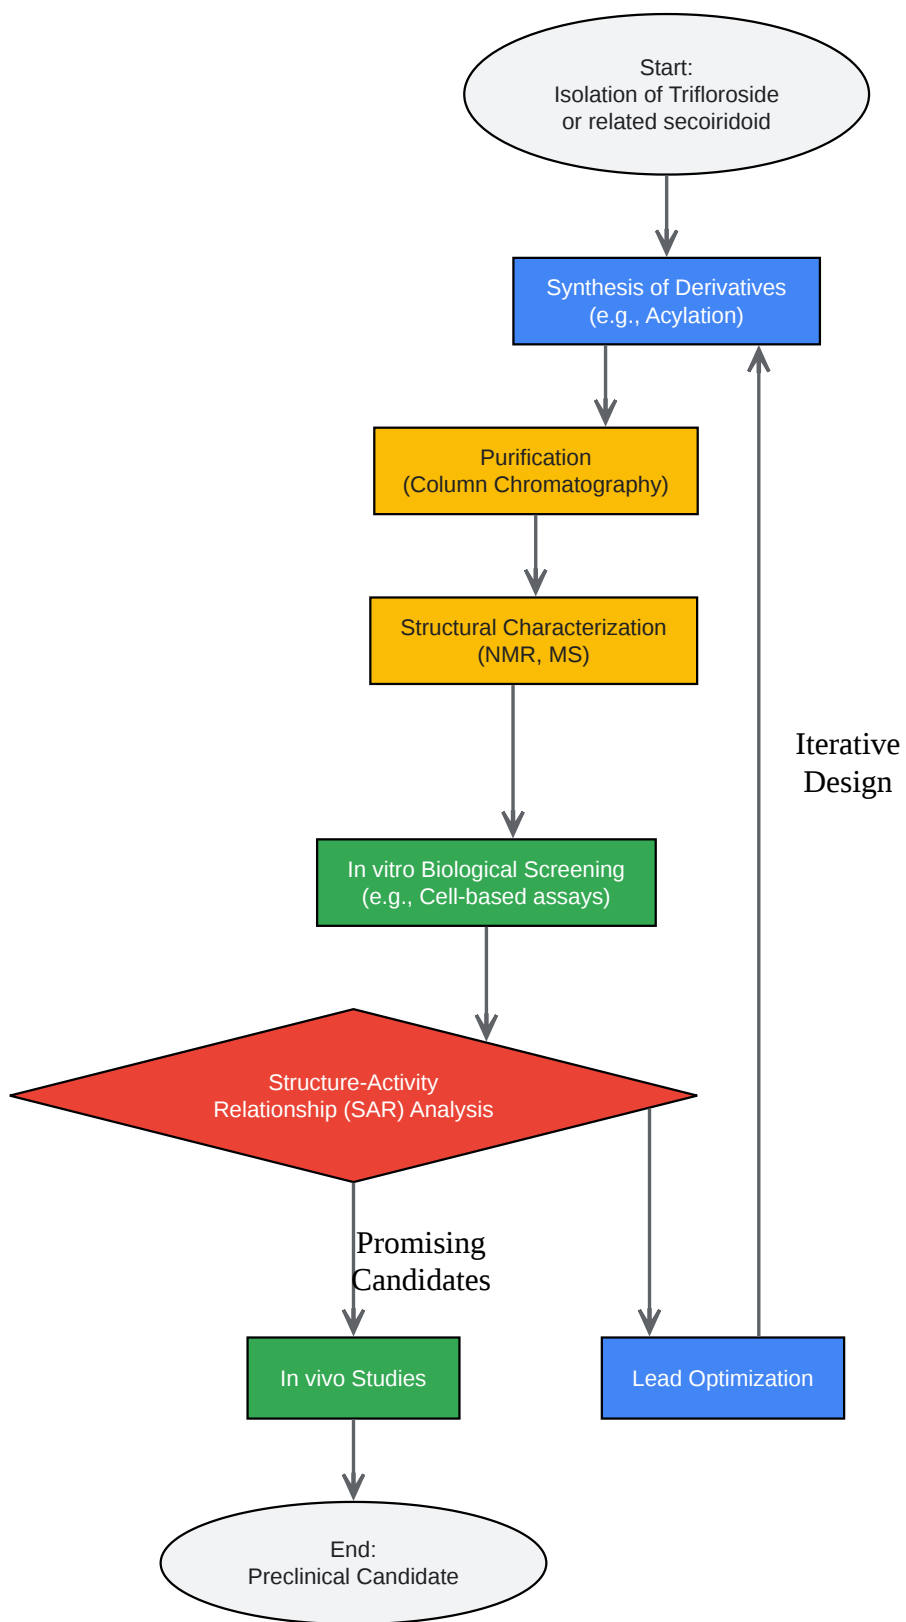 Start:
Isolation of Trifloroside
or related secoiridoid
Synthesis of Derivatives
(e.g., Acylation)
Purification
(Column Chromatography)
Structural Characterization
(NMR, MS)
Iterative
Design
In vitro Biological Screening
(e.g., Cell-based assays)
Structure-Activity
Relationship (SAR) Analysis
Promising
Candidates
In vivo Studies
Lead Optimization
End:
Preclinical Candidate